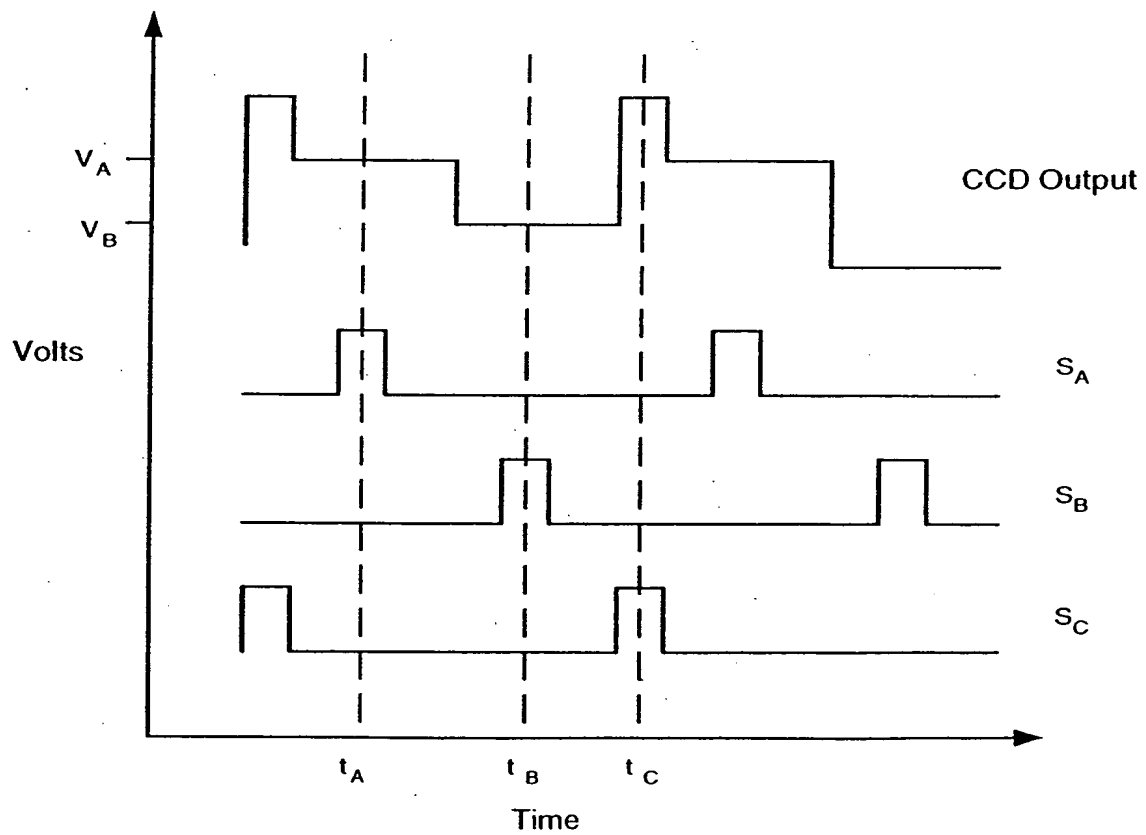 V_A
CCD Output
V_B
Volts
S_A
S_B
S_C
t_A t_B t_C
Time